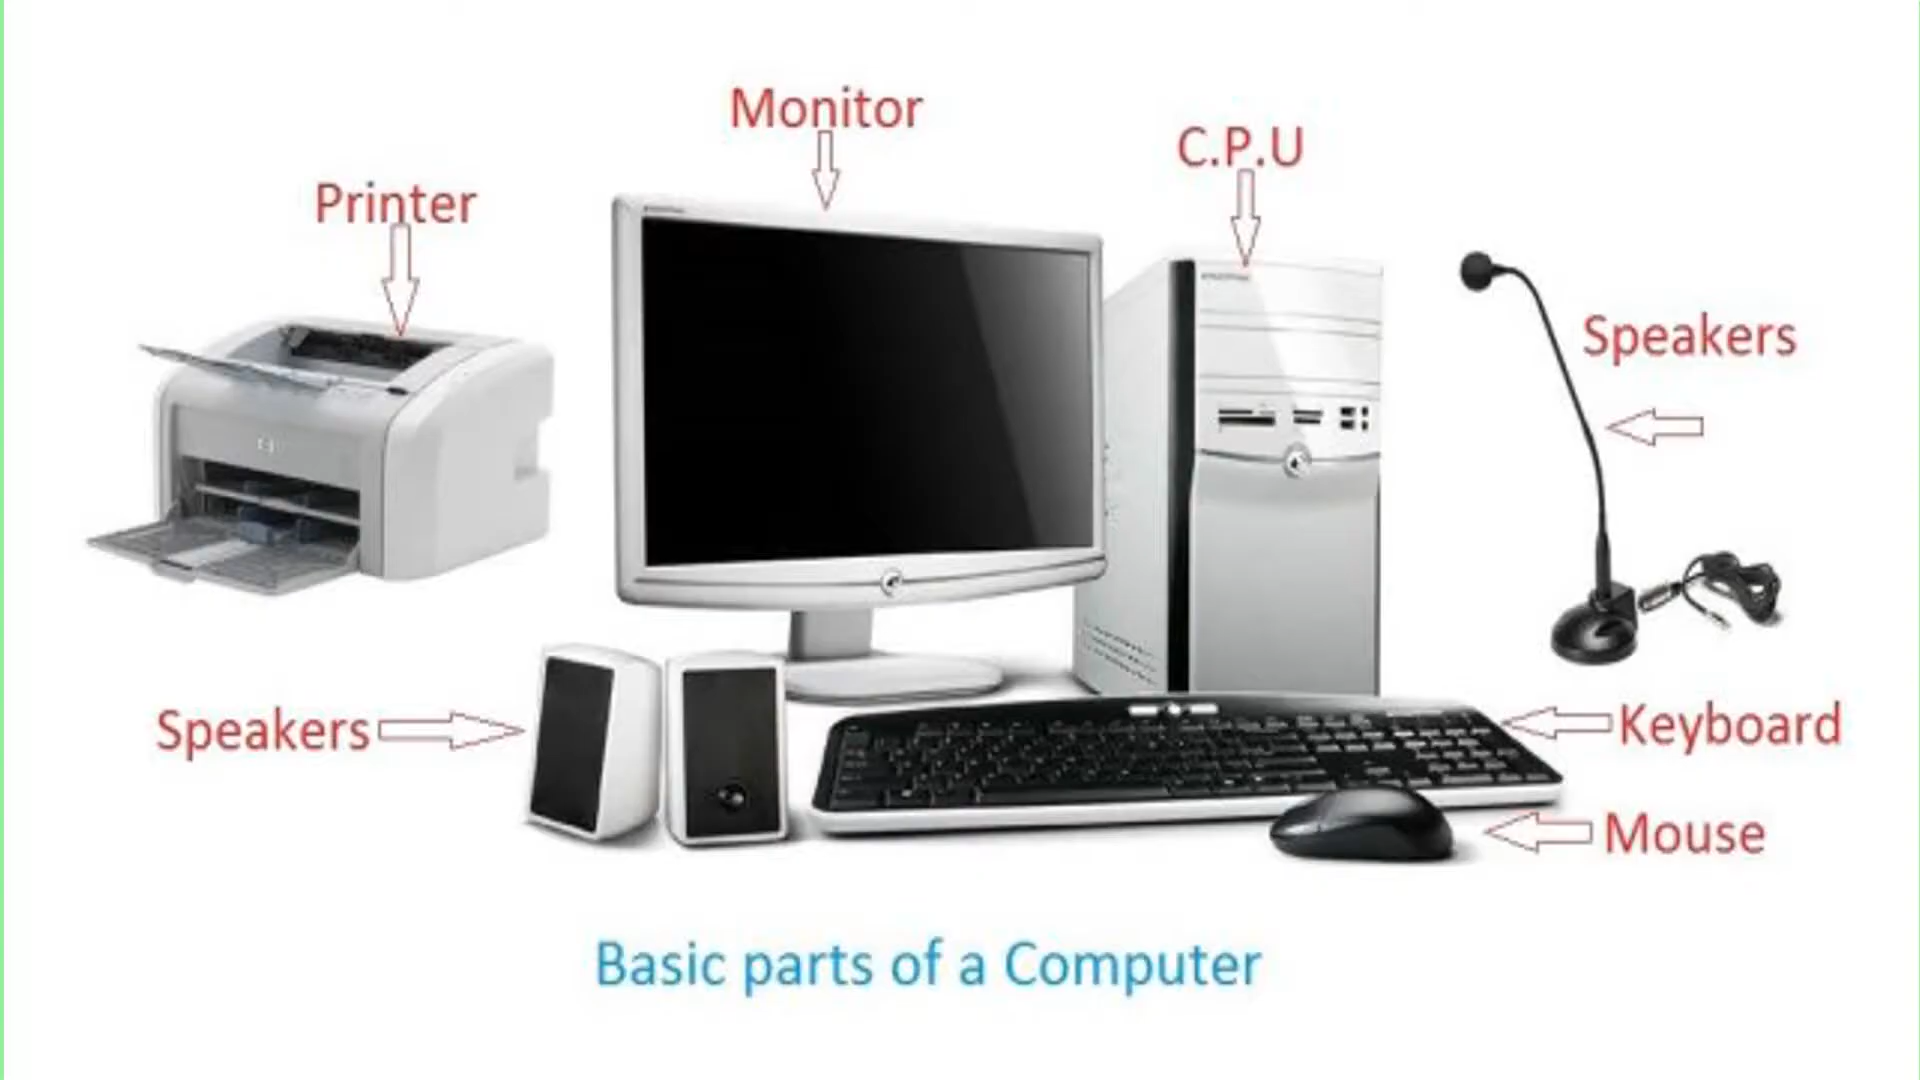 Monitor
C.P.U
Printer
Speakers
Speakers
Keyboard
Mouse
Basic parts of a Computer